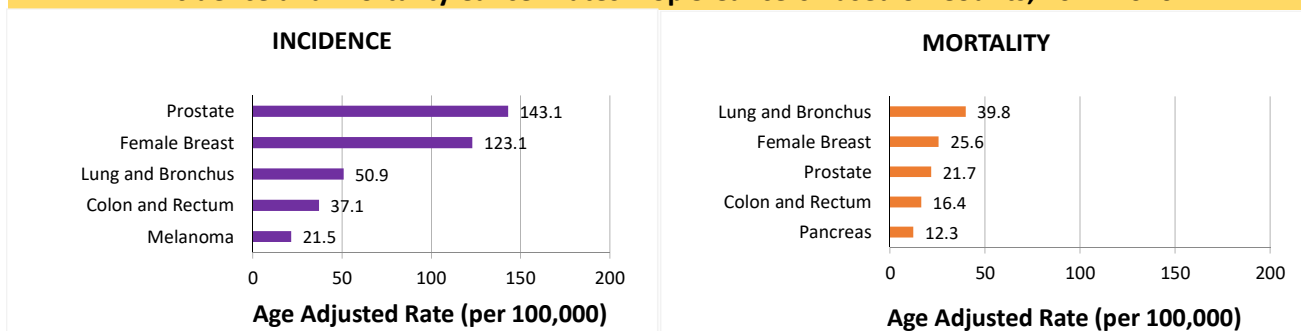 INCIDENCE
Prostate 143.1
Female Breast 123.1
Lung and Bronchus 50.9
Colon and Rectum 37.1
Melanoma 21.5
0 50 100 150 200
Age Adjusted Rate (per 100,000)
MORTALITY
Lung and Bronchus 39.8
Female Breast 25.6
Prostate 21.7
Colon and Rectum 16.4
Pancreas 12.3
0 50 100 150 200
Age Adjusted Rate (per 100,000)